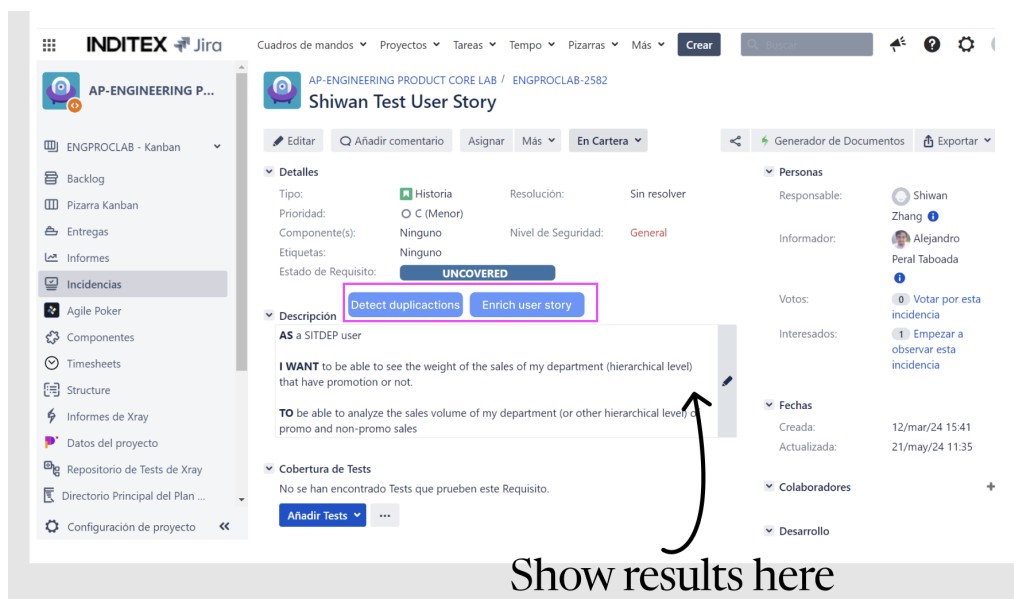 INDITEX Jira
Cuadros de mandos Proyectos Tareas Tempo Pizarras Más Crear Buscar
AP-ENGINEERING P...
ENGPROCLAB - Kanban
Backlog
Pizarra Kanban
Entregas
Informes
Incidencias
Agile Poker
Componentes
Timesheets
Structure
Informes de Xray
Datos del proyecto
Repositorio de Tests de Xray
Directorio Principal del Plan ...
Configuración de proyecto
AP-ENGINEERING PRODUCT CORE LAB / ENGPROCLAB-2582
Shiwan Test User Story
Editar Añadir comentario Asignar Más En Cartera Generador de Documentos Exportar
Detalles
Tipo: Historia Resolución: Sin resolver
Prioridad: C (Menor)
Componente(s): Ninguno Nivel de Seguridad: General
Etiquetas: Ninguno
Estado de Requisito: UNCOVERED
Detect duplicactions Enrich user story
Descripción
AS a SITDEP user
I WANT to be able to see the weight of the sales of my department (hierarchical level)
that have promotion or not.
TO be able to analyze the sales volume of my department (or other hierarchical level) of
promo and non-promo sales
Cobertura de Tests
No se han encontrado Tests que prueben este Requisito.
Añadir Tests ...
Personas
Responsable: Shiwan
Zhang
Informador: Alejandro
Peral Taboada
Votos: 0 Votar por esta
incidencia
Interesados: 1 Empezar a
observar esta
incidencia
Fechas
Creada: 12/mar/24 15:41
Actualizada: 21/may/24 11:35
Colaboradores
Desarrollo
Show results here